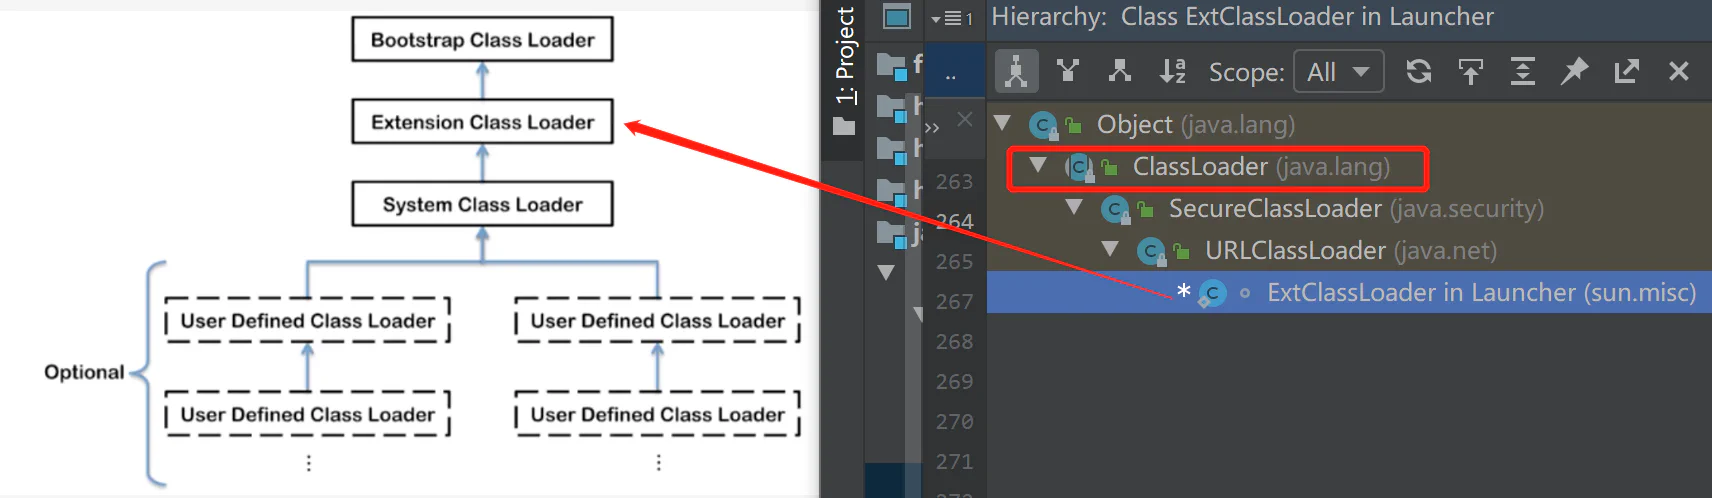 Bootstrap Class Loader
Extension Class Loader
System Class Loader
User Defined Class Loader
User Defined Class Loader
Optional
User Defined Class Loader
User Defined Class Loader
1: Project
1
Hierarchy: Class ExtClassLoader in Launcher
..
Scope: All
f
h
h
h
j
263
264
265
267
268
269
270
271
Object (java.lang)
ClassLoader (java.lang)
SecureClassLoader (java.security)
URLClassLoader (java.net)
* ExtClassLoader in Launcher (sun.misc)